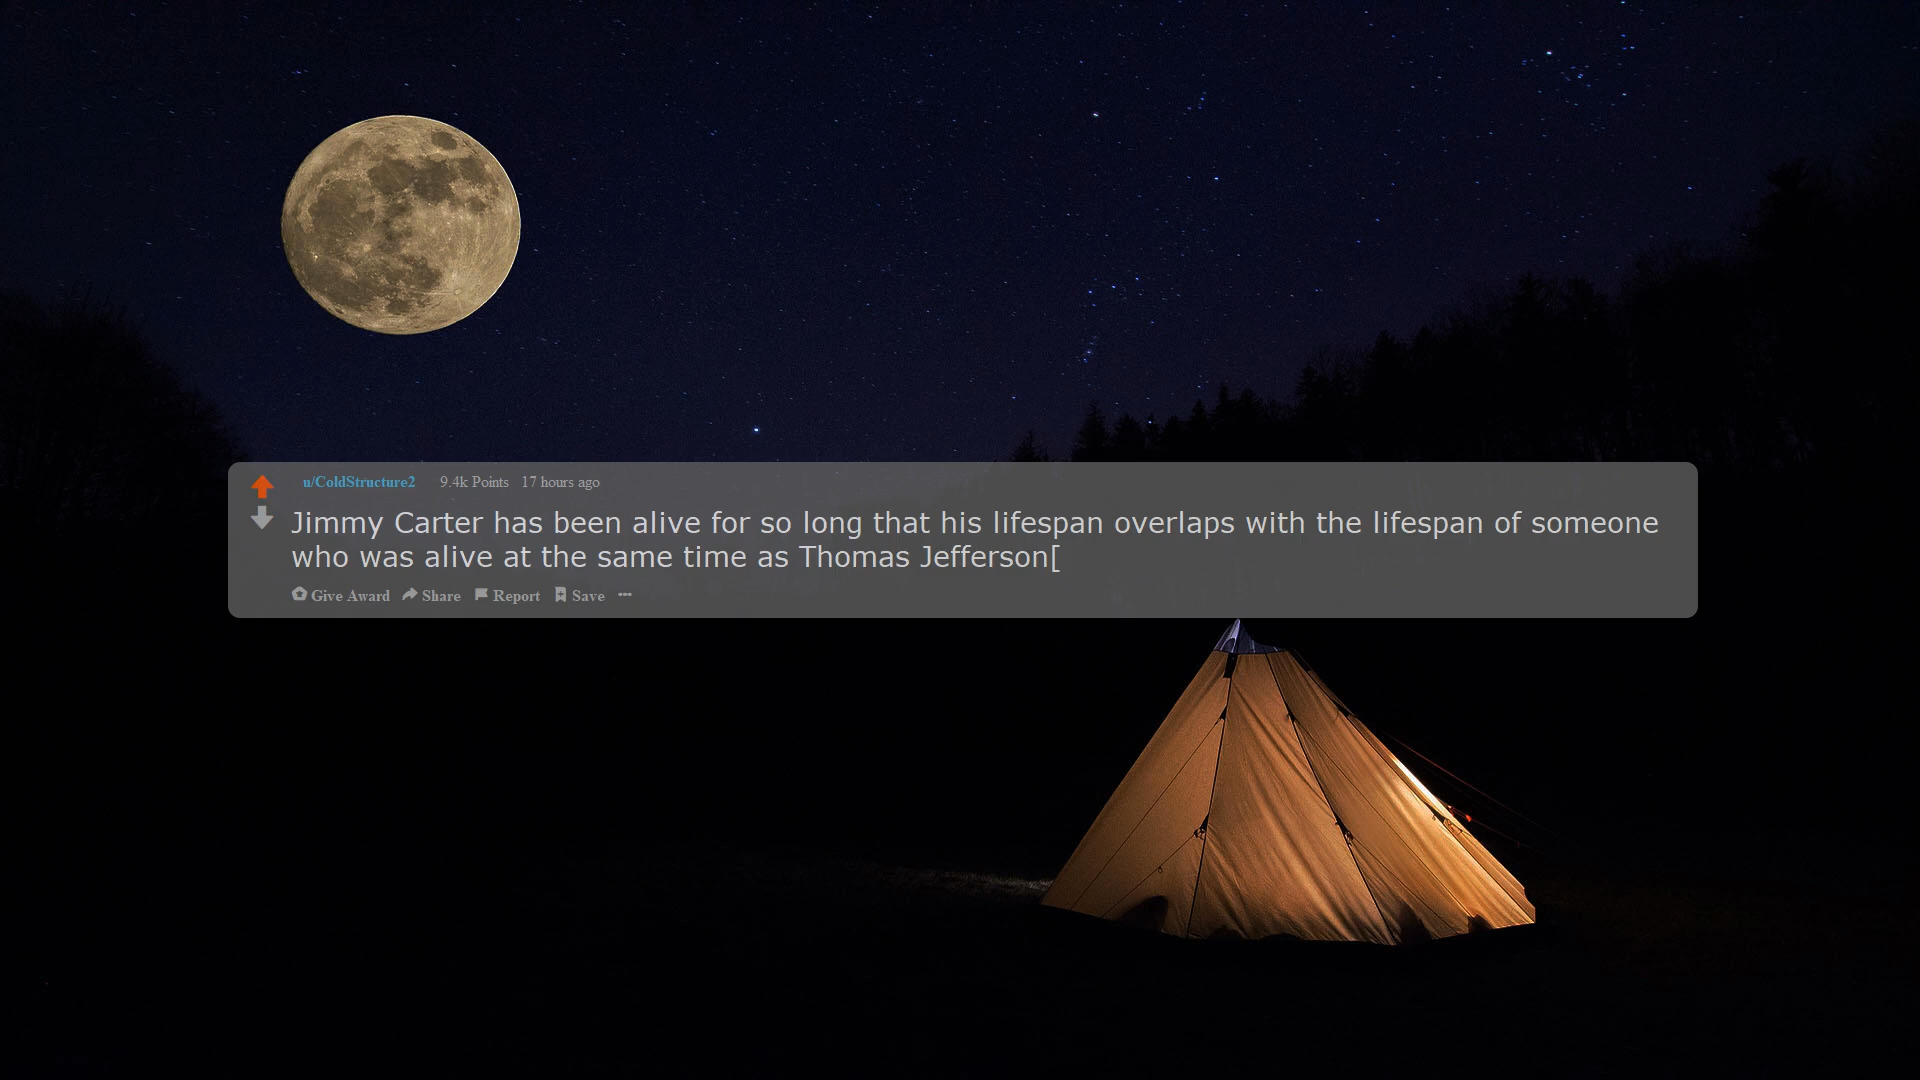 u/ColdStructure2 9.4k Points 17 hours ago
Jimmy Carter has been alive for so long that his lifespan overlaps with the lifespan of someone
who was alive at the same time as Thomas Jefferson[
Give Award Share Report Save ...